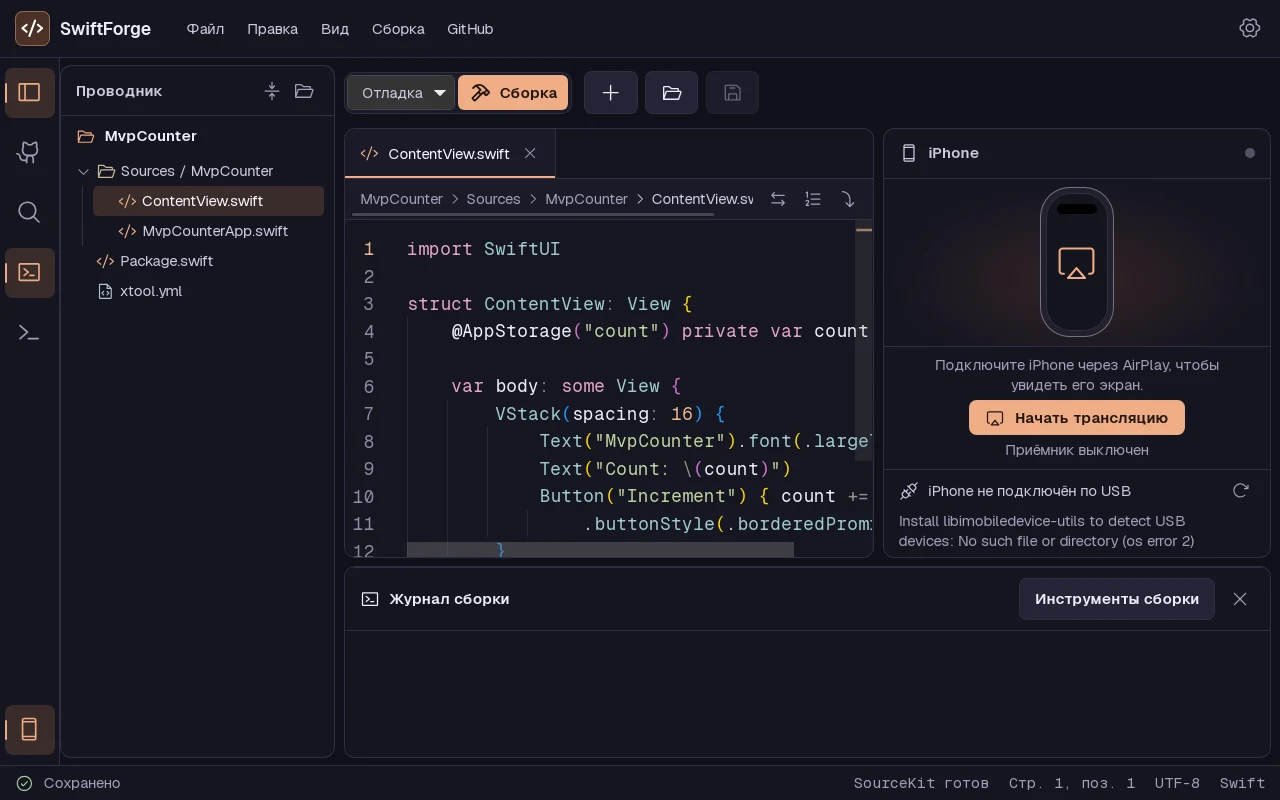 SwiftForge Файл Правка Вид Сборка GitHub
Проводник
MvpCounter
Sources / MvpCounter
ContentView.swift
MvpCounterApp.swift
Package.swift
xtool.yml
Отладка Сборка
ContentView.swift
MvpCounter Sources MvpCounter ContentView.sv
1 import SwiftUI
2
3 struct ContentView: View {
4 @AppStorage("count") private var count
5
6 var body: some View {
7 VStack(spacing: 16) {
8 Text("MvpCounter").font(.large
9 Text("Count: \(count)")
10 Button("Increment") { count +=
11 .buttonStyle(.borderedPromi
12 }
iPhone
Подключите iPhone через AirPlay, чтобы
увидеть его экран.
Начать трансляцию
Приёмник выключен
iPhone не подключён по USB
Install libimobiledevice-utils to detect USB
devices: No such file or directory (os error 2)
Журнал сборки Инструменты сборки
Сохранено SourceKit готов Стр. 1, поз. 1 UTF-8 Swift